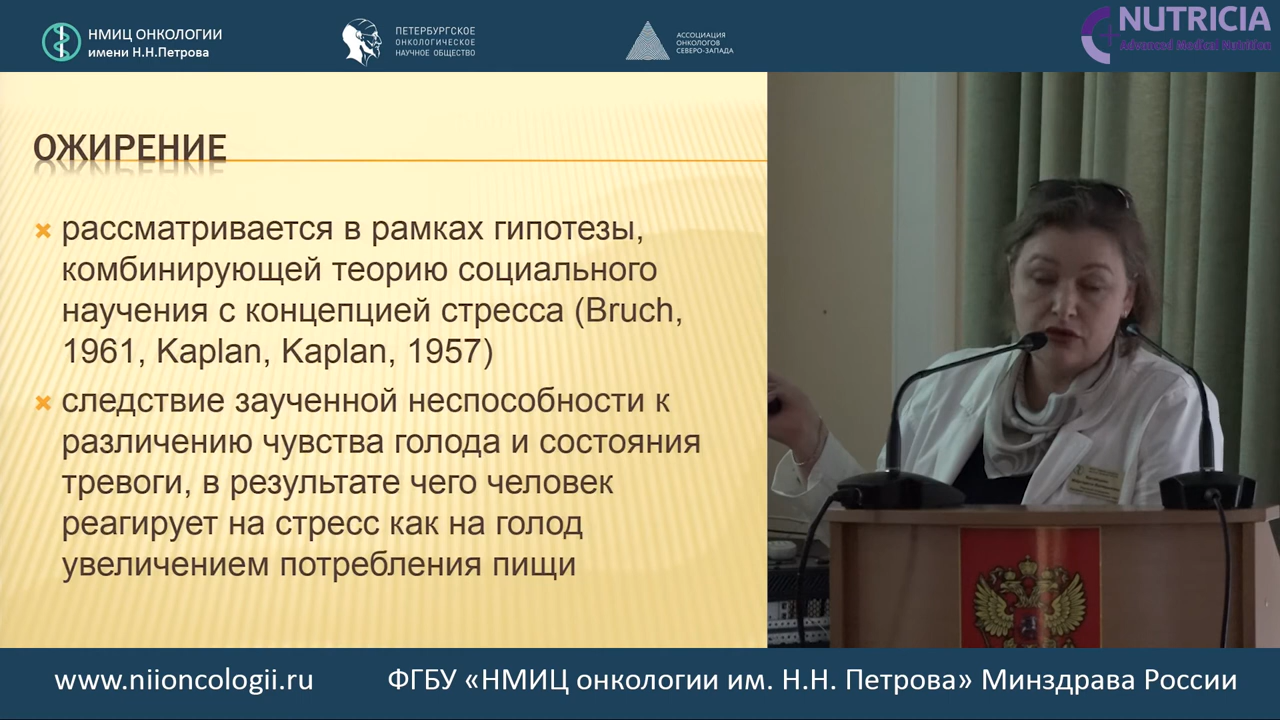 НМИЦ ОНКОЛОГИИ
имени Н.Н.Петрова
ПЕТЕРБУРГСКОЕ
ОНКОЛОГИЧЕСКОЕ
НАУЧНОЕ ОБЩЕСТВО
АССОЦИАЦИЯ
ОНКОЛОГОВ
СЕВЕРО-ЗАПАДА
NUTRICIA
Advanced Medical Nutrition
ОЖИРЕНИЕ
рассматривается в рамках гипотезы,
комбинирующей теорию социального
научения с концепцией стресса (Bruch,
1961, Kaplan, Kaplan, 1957)
следствие заученной неспособности к
различению чувства голода и состояния
тревоги, в результате чего человек
реагирует на стресс как на голод
увеличением потребления пищи
www.niioncologii.ru
ФГБУ «НМИЦ онкологии им. Н.Н. Петрова» Минздрава России